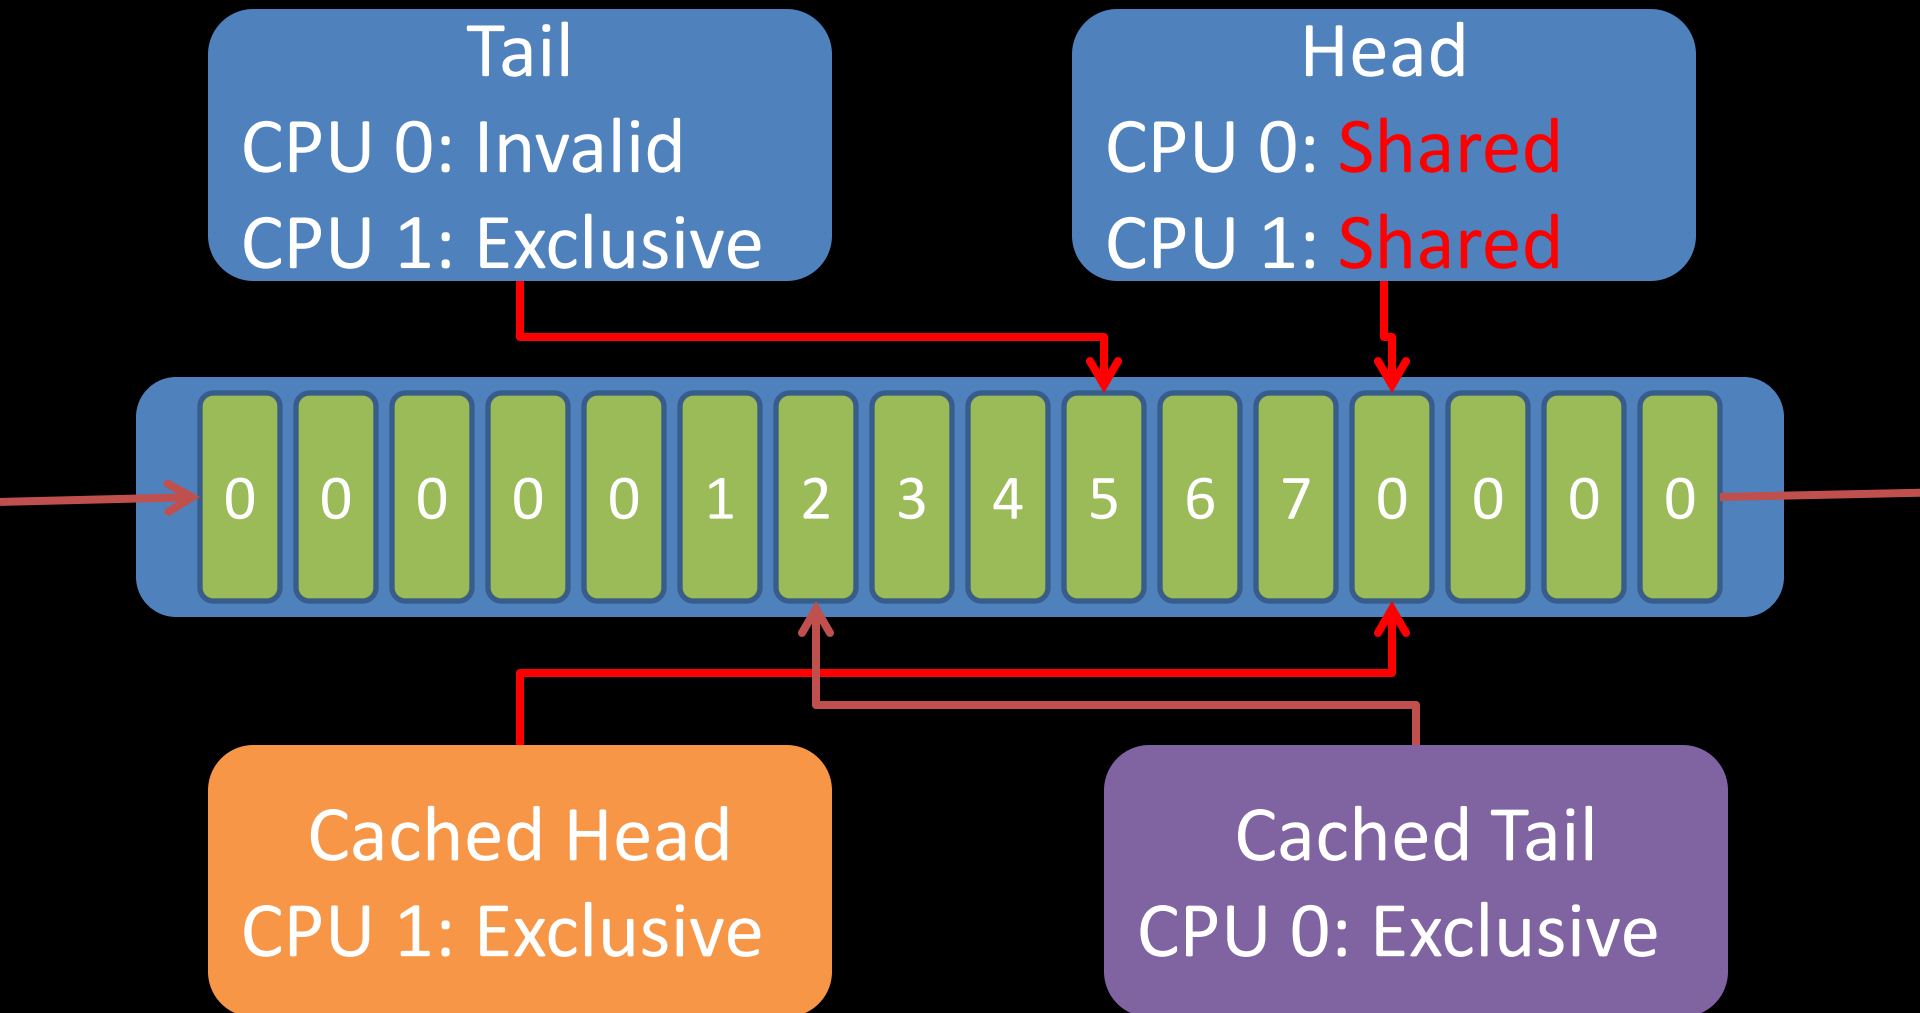 Tail
CPU 0: Invalid
CPU 1: Exclusive
Head
CPU 0: Shared
CPU 1: Shared
0 0 0 0 0 1 2 3 4 5 6 7 0 0 0 0
Cached Head
CPU 1: Exclusive
Cached Tail
CPU 0: Exclusive